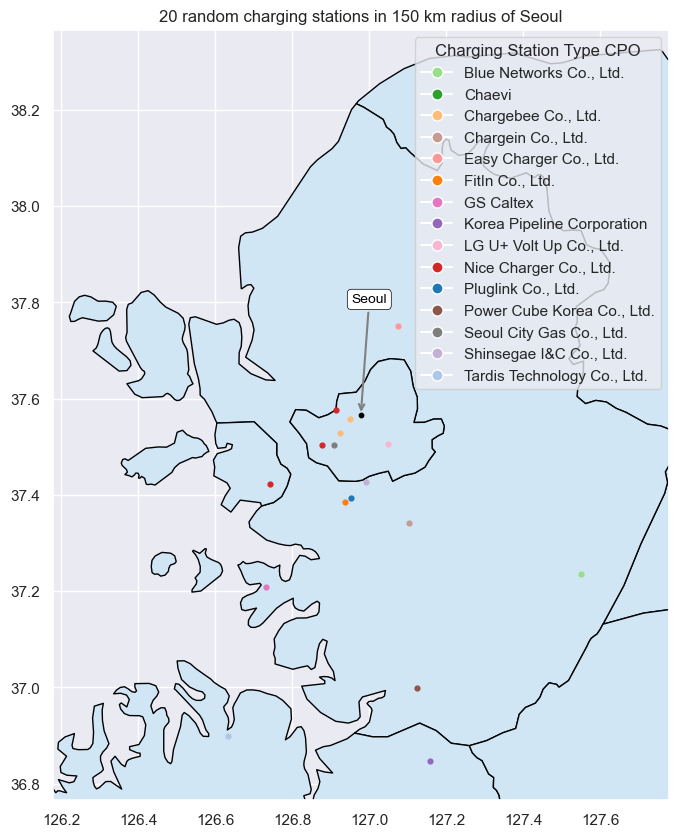 20 random charging stations in 150 km radius of Seoul
Charging Station Type CPO
Blue Networks Co., Ltd.
Chaevi
Chargebee Co., Ltd.
Chargein Co., Ltd.
Easy Charger Co., Ltd.
FitIn Co., Ltd.
GS Caltex
Korea Pipeline Corporation
LG U+ Volt Up Co., Ltd.
Nice Charger Co., Ltd.
Pluglink Co., Ltd.
Power Cube Korea Co., Ltd.
Seoul City Gas Co., Ltd.
Shinsegae I&C Co., Ltd.
Tardis Technology Co., Ltd.
Seoul
38.2
38.0
37.8
37.6
37.4
37.2
37.0
36.8
126.2 126.4 126.6 126.8 127.0 127.2 127.4 127.6